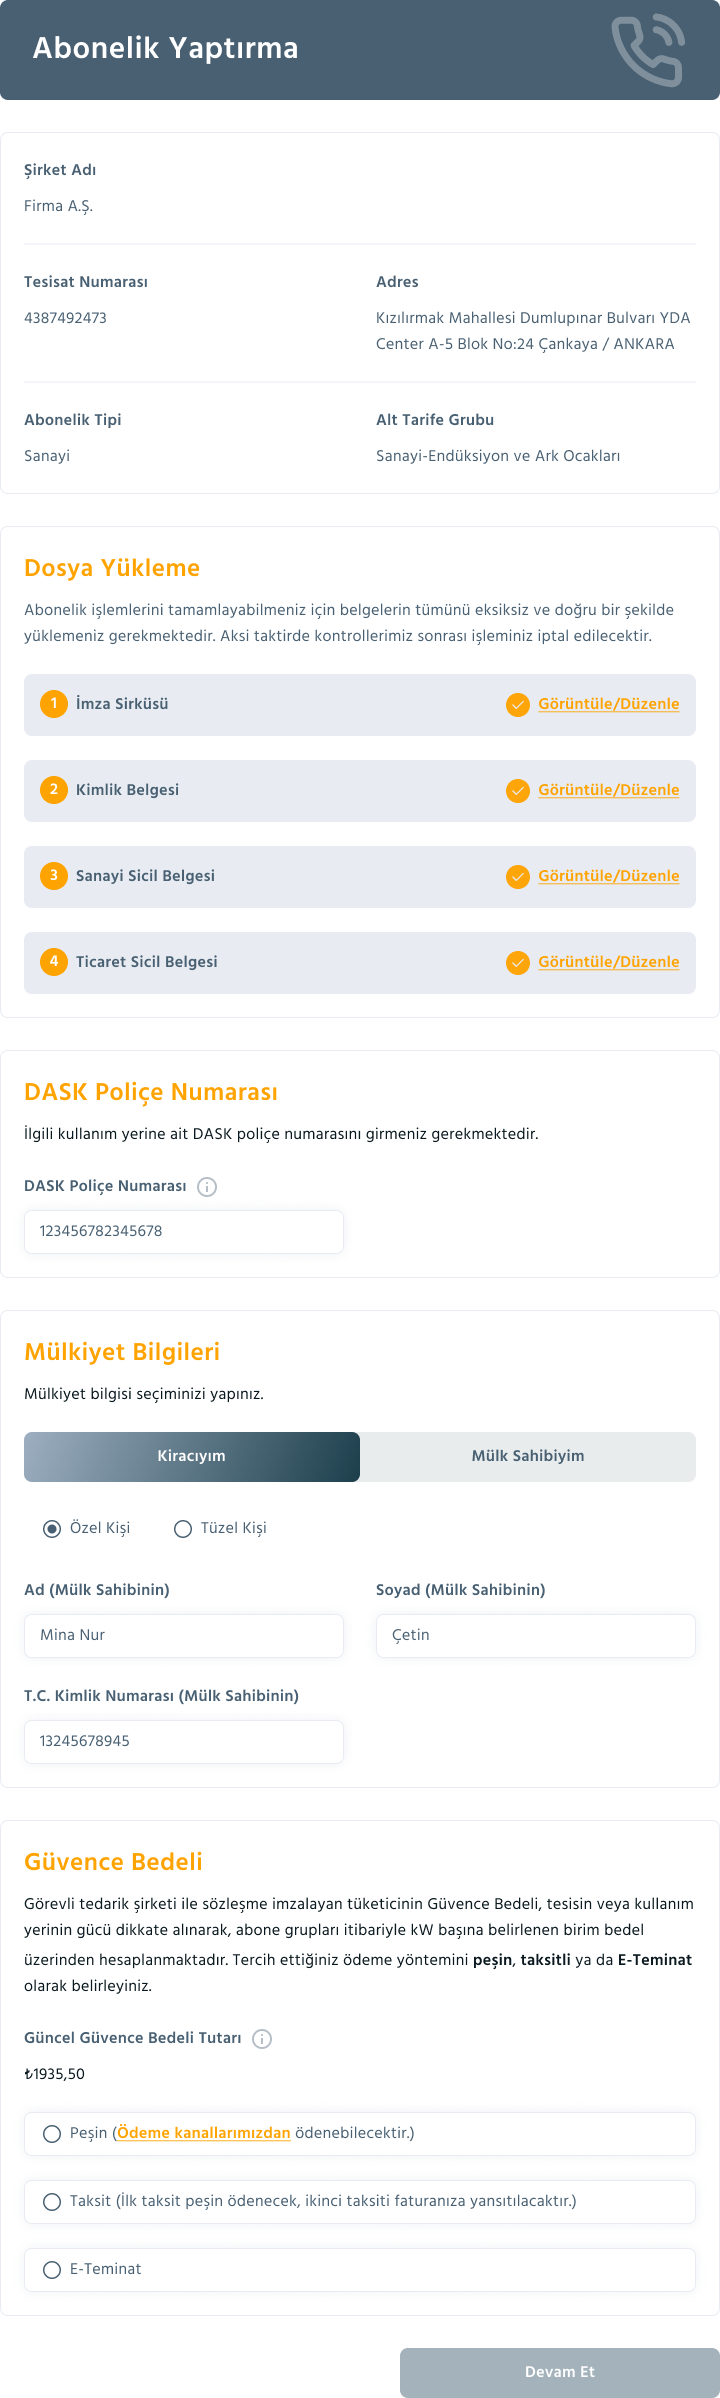 Abonelik Yaptırma
Şirket Adı
Firma A.Ş.
Tesisat Numarası
4387492473
Adres
Kızılırmak Mahallesi Dumlupınar Bulvarı YDA
Center A-5 Blok No:24 Çankaya / ANKARA
Abonelik Tipi
Sanayi
Alt Tarife Grubu
Sanayi-Endüksiyon ve Ark Ocakları
Dosya Yükleme
Abonelik işlemlerini tamamlayabilmeniz için belgelerin tümünü eksiksiz ve doğru bir şekilde
yüklemeniz gerekmektedir. Aksi taktirde kontrollerimiz sonrası işleminiz iptal edilecektir.
1 İmza Sirküsü Görüntüle/Düzenle
2 Kimlik Belgesi Görüntüle/Düzenle
3 Sanayi Sicil Belgesi Görüntüle/Düzenle
4 Ticaret Sicil Belgesi Görüntüle/Düzenle
DASK Poliçe Numarası
İlgili kullanım yerine ait DASK poliçe numarasını girmeniz gerekmektedir.
DASK Poliçe Numarası
123456782345678
Mülkiyet Bilgileri
Mülkiyet bilgisi seçiminizi yapınız.
Kiracıyım Mülk Sahibiyim
Özel Kişi Tüzel Kişi
Ad (Mülk Sahibinin)
Mina Nur
Soyad (Mülk Sahibinin)
Çetin
T.C. Kimlik Numarası (Mülk Sahibinin)
13245678945
Güvence Bedeli
Görevli tedarik şirketi ile sözleşme imzalayan tüketicinin Güvence Bedeli, tesisin veya kullanım
yerinin gücü dikkate alınarak, abone grupları itibariyle kW başına belirlenen birim bedel
üzerinden hesaplanmaktadır. Tercih ettiğiniz ödeme yöntemini peşin, taksitli ya da E-Teminat
olarak belirleyiniz.
Güncel Güvence Bedeli Tutarı
₺1935,50
Peşin (Ödeme kanallarımızdan ödenebilecektir.)
Taksit (İlk taksit peşin ödenecek, ikinci taksiti faturanıza yansıtılacaktır.)
E-Teminat
Devam Et